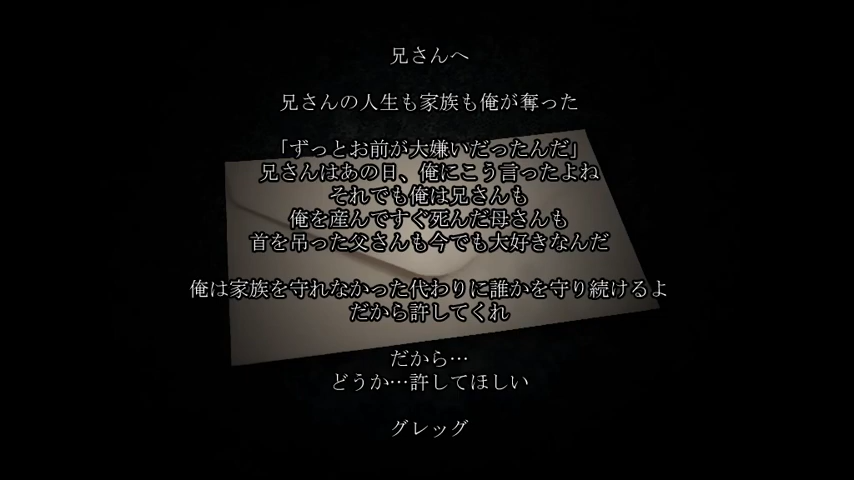 兄さんへ
兄さんの人生も家族も俺が奪った
「ずっとお前が大嫌いだったんだ」
兄さんはあの日、俺にこう言ったよね
それでも俺は兄さんも
俺を産んですぐ死んだ母さんも
首を吊った父さんも今でも大好きなんだ
俺は家族を守れなかった代わりに誰かを守り続けるよ
だから許してくれ
だから…
どうか…許してほしい
グレッグ